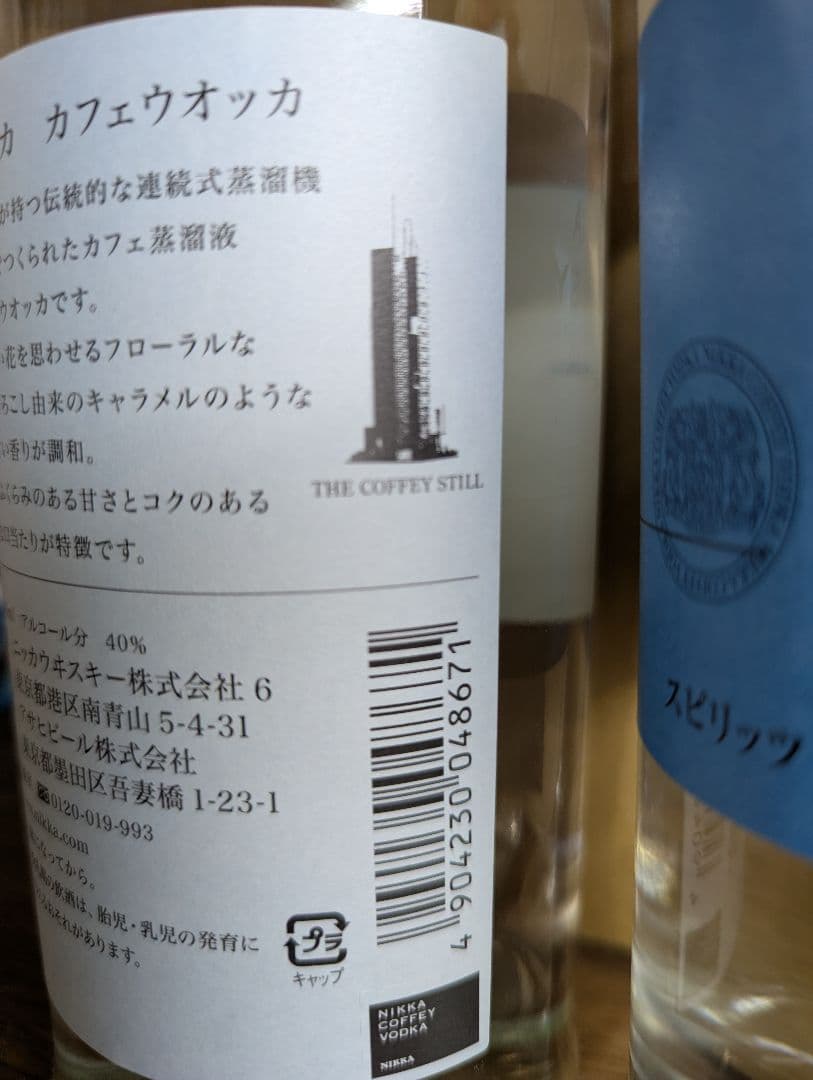 カ カフェウオッカ
が持つ伝統的な連続式蒸溜機
つくられたカフェ蒸溜液
ウオッカです。
花を思わせるフローラルな
ろこし由来のキャラメルのような
い香りが調和。
ふくらみのある甘さとコクのある
口当たりが特徴です。
THE COFFEY STILL
アルコール分 40%
ニッカウヰスキー株式会社 6
東京都港区南青山 5-4-31
アサヒビール株式会社
東京都墨田区吾妻橋 1-23-1
0120-019-993
nikka.com
になってから。
の飲酒は、胎児・乳児の発育に
おそれがあります。
プラ
キャップ
4 904230 048671
NIKKA
COFFEY
VODKA
NIKKA
スピリッツ